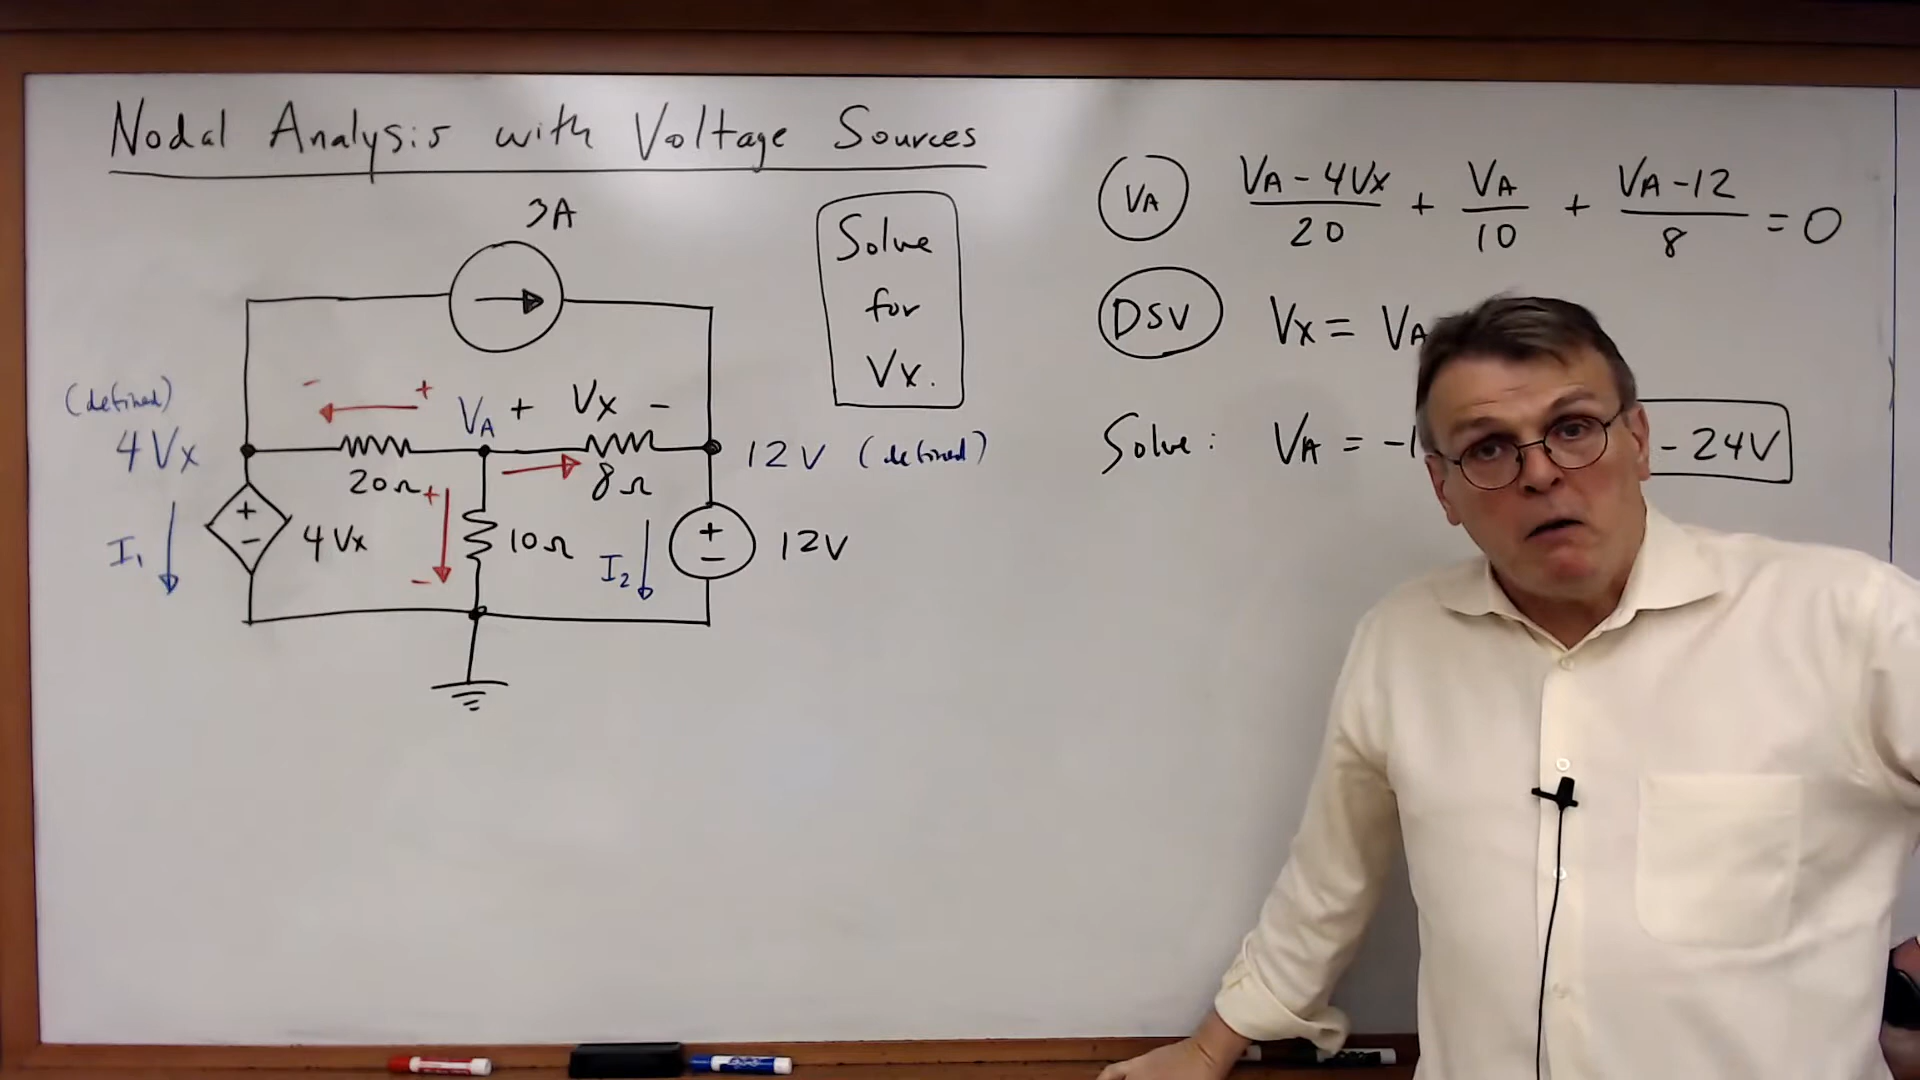 Nodal Analysis with Voltage Sources
3A
Solve
for
Vx.
(defined)
4Vx
- +
VA + Vx -
12V (defined)
20Ω
8Ω
+
-
I₁
+
-
4Vx
10Ω
I₂
+
-
12V
VA
VA - 4Vx / 20 + VA / 10 + VA - 12 / 8 = 0
DSV
Vx = VA
Solve: VA = -1 - 24V